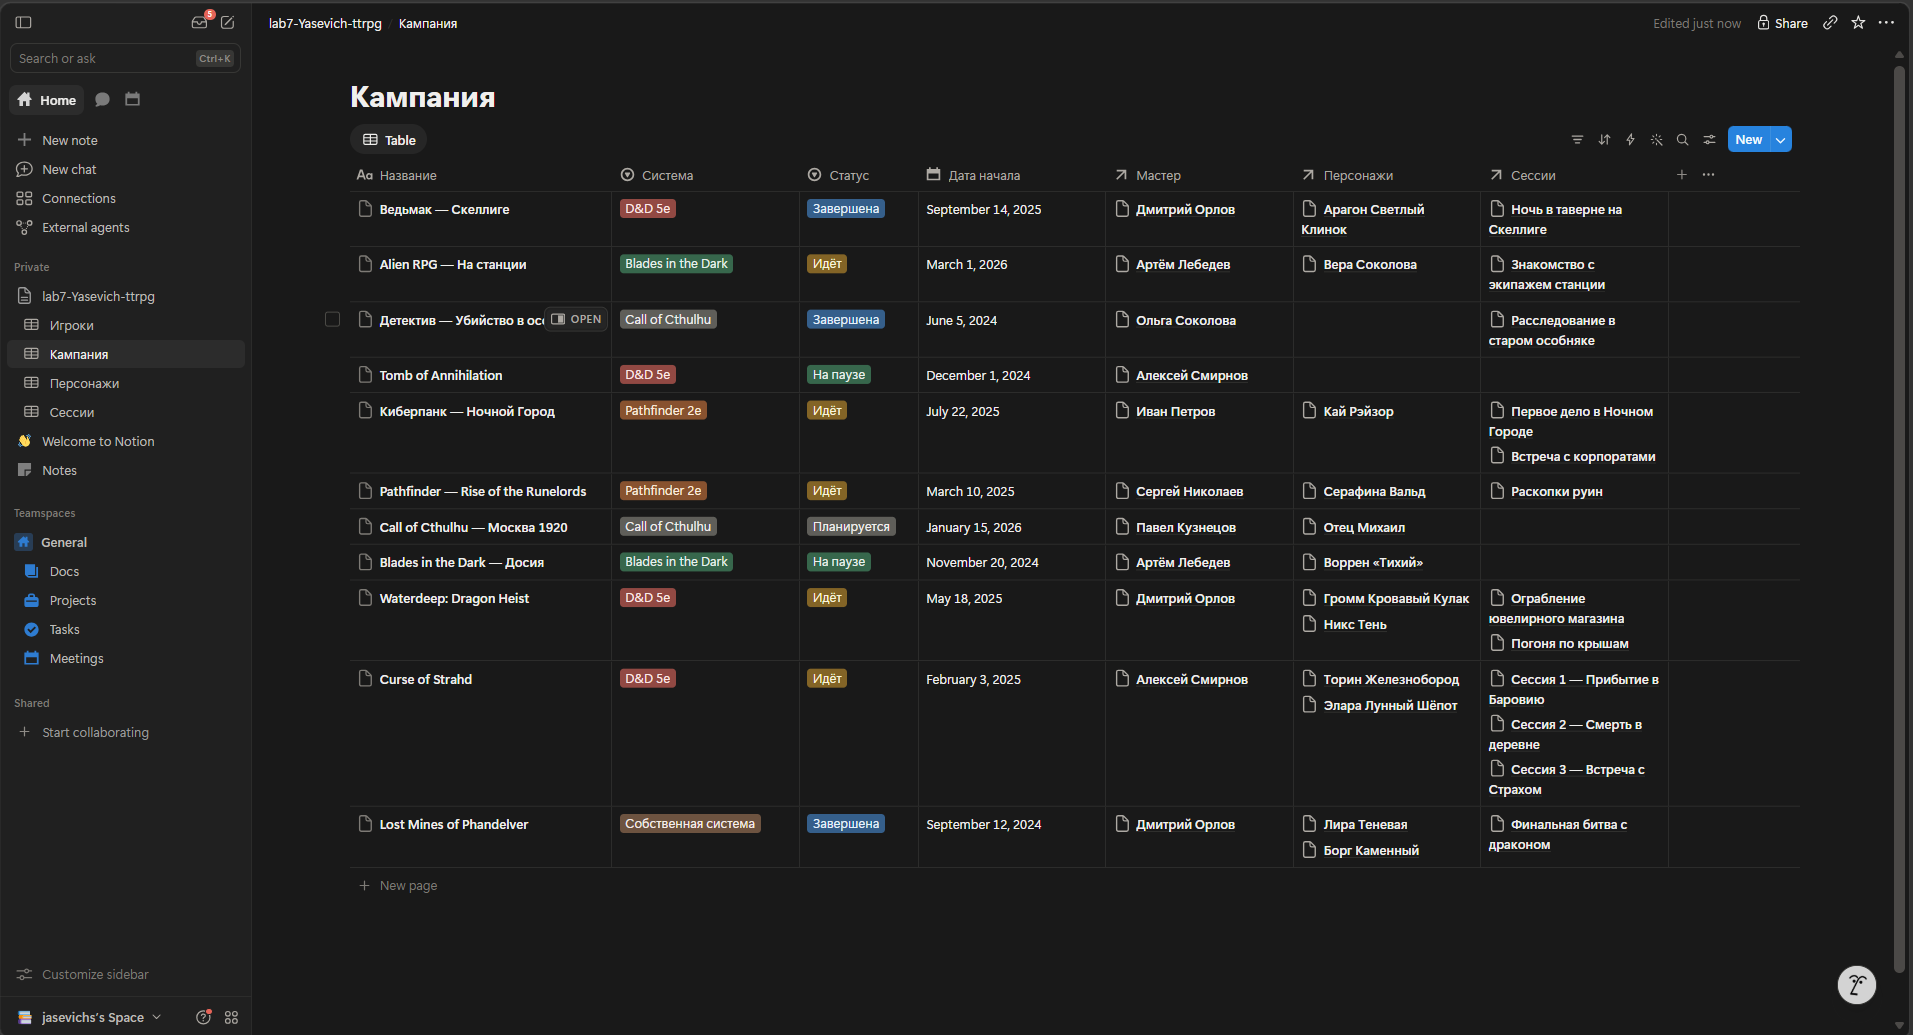 5
Search or ask Ctrl+K
Home
New note
New chat
Connections
External agents
Private
lab7-Yasevich-ttrpg
Игроки
Кампания
Персонажи
Сессии
Welcome to Notion
Notes
Teamspaces
General
Docs
Projects
Tasks
Meetings
Shared
Start collaborating
Customize sidebar
jasevichs's Space
lab7-Yasevich-ttrpg / Кампания
Edited just now Share
Кампания
Table
New
Aa Название Система Статус Дата начала Мастер Персонажи Сессии
Ведьмак — Скеллиге D&D 5e Завершена September 14, 2025 Дмитрий Орлов Арагон Светлый Ночь в таверне на
Клинок Скеллиге
Alien RPG — На станции Blades in the Dark Идёт March 1, 2026 Артём Лебедев Вера Соколова Знакомство с
экипажем станции
Детектив — Убийство в осо OPEN Call of Cthulhu Завершена June 5, 2024 Ольга Соколова Расследование в
старом особняке
Tomb of Annihilation D&D 5e На паузе December 1, 2024 Алексей Смирнов
Киберпанк — Ночной Город Pathfinder 2e Идёт July 22, 2025 Иван Петров Кай Рэйзор Первое дело в Ночном
Городе
Встреча с корпоратами
Pathfinder — Rise of the Runelords Pathfinder 2e Идёт March 10, 2025 Сергей Николаев Серафина Вальд Раскопки руин
Call of Cthulhu — Москва 1920 Call of Cthulhu Планируется January 15, 2026 Павел Кузнецов Отец Михаил
Blades in the Dark — Досия Blades in the Dark На паузе November 20, 2024 Артём Лебедев Воррен «Тихий»
Waterdeep: Dragon Heist D&D 5e Идёт May 18, 2025 Дмитрий Орлов Громм Кровавый Кулак Ограбление
ювелирного магазина
Никс Тень
Погоня по крышам
Curse of Strahd D&D 5e Идёт February 3, 2025 Алексей Смирнов Торин Железнобород Сессия 1 — Прибытие в
Баровию
Элара Лунный Шёпот
Сессия 2 — Смерть в
деревне
Сессия 3 — Встреча с
Страхом
Lost Mines of Phandelver Собственная система Завершена September 12, 2024 Дмитрий Орлов Лира Теневая Финальная битва с
драконом
Борг Каменный
New page